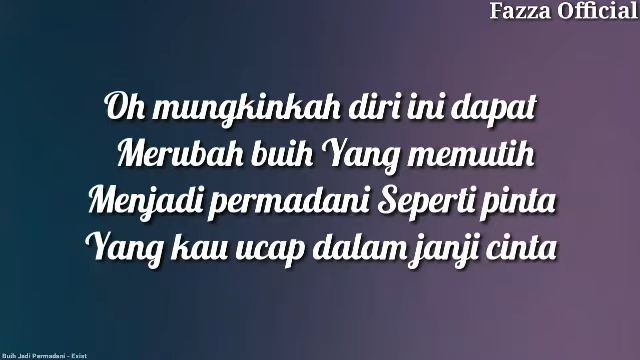 Fazza Official
Oh mungkinkah diri ini dapat
Merubah buih Yang memutih
Menjadi permadani Seperti pinta
Yang kau ucap dalam janji cinta
Buih Jadi Permadani - Exist